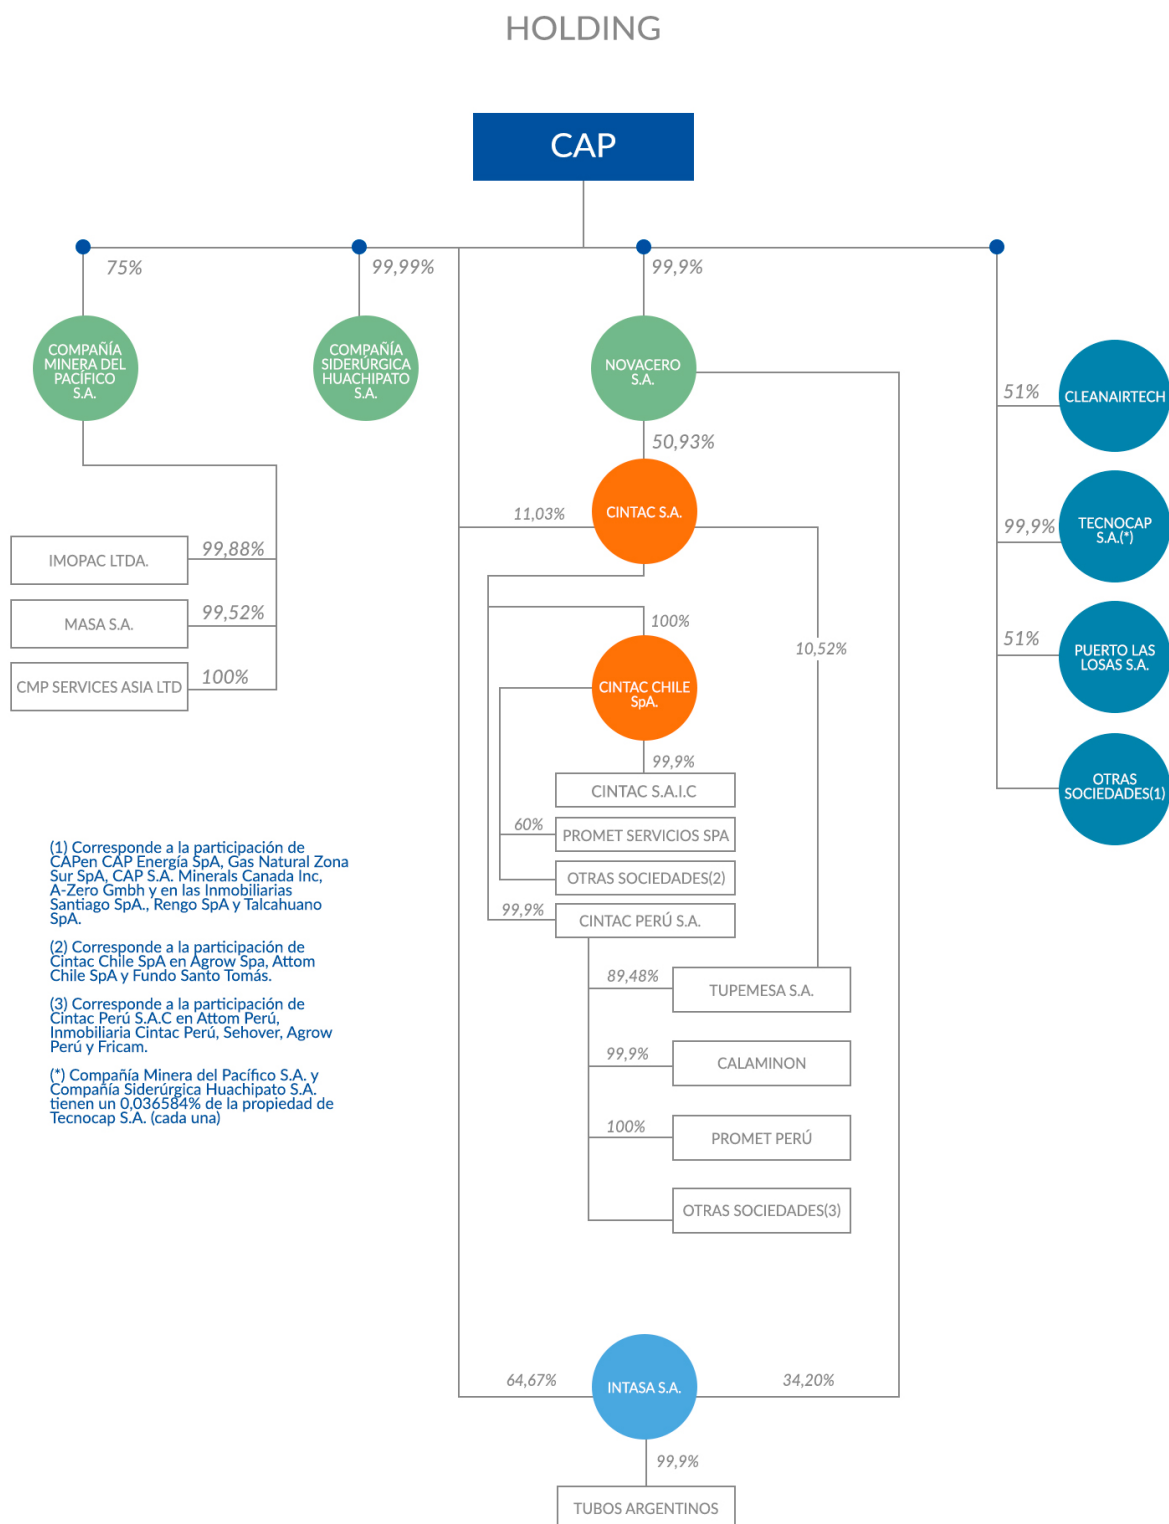 HOLDING
CAP
75%
99,99%
99,9%
COMPAÑÍA
MINERA DEL
PACÍFICO
S.A.
COMPAÑÍA
SIDERÚRGICA
HUACHIPATO
S.A.
NOVACERO
S.A.
51%
CLEANAIRTECH
50,93%
11,03%
CINTAC S.A.
99,9%
TECNOCAP
S.A.(*)
IMOPAC LTDA.
99,88%
MASA S.A.
99,52%
CMP SERVICES ASIA LTD
100%
100%
10,52%
51%
PUERTO LAS
LOSAS S.A.
CINTAC CHILE
SpA.
99,9%
CINTAC S.A.I.C
OTRAS
SOCIEDADES(1)
60%
PROMET SERVICIOS SPA
OTRAS SOCIEDADES(2)
99,9%
CINTAC PERÚ S.A.
89,48%
TUPEMESA S.A.
99,9%
CALAMINON
100%
PROMET PERÚ
OTRAS SOCIEDADES(3)
(1) Corresponde a la participación de
CAPen CAP Energía SpA, Gas Natural Zona
Sur SpA, CAP S.A. Minerals Canada Inc,
A-Zero Gmbh y en las Inmobiliarias
Santiago SpA., Rengo SpA y Talcahuano
SpA.
(2) Corresponde a la participación de
Cintac Chile SpA en Agrow Spa, Attom
Chile SpA y Fundo Santo Tomás.
(3) Corresponde a la participación de
Cintac Perú S.A.C en Attom Perú,
Inmobiliaria Cintac Perú, Sehover, Agrow
Perú y Fricam.
(*) Compañía Minera del Pacífico S.A. y
Compañía Siderúrgica Huachipato S.A.
tienen un 0,036584% de la propiedad de
Tecnocap S.A. (cada una)
64,67%
INTASA S.A.
34,20%
99,9%
TUBOS ARGENTINOS